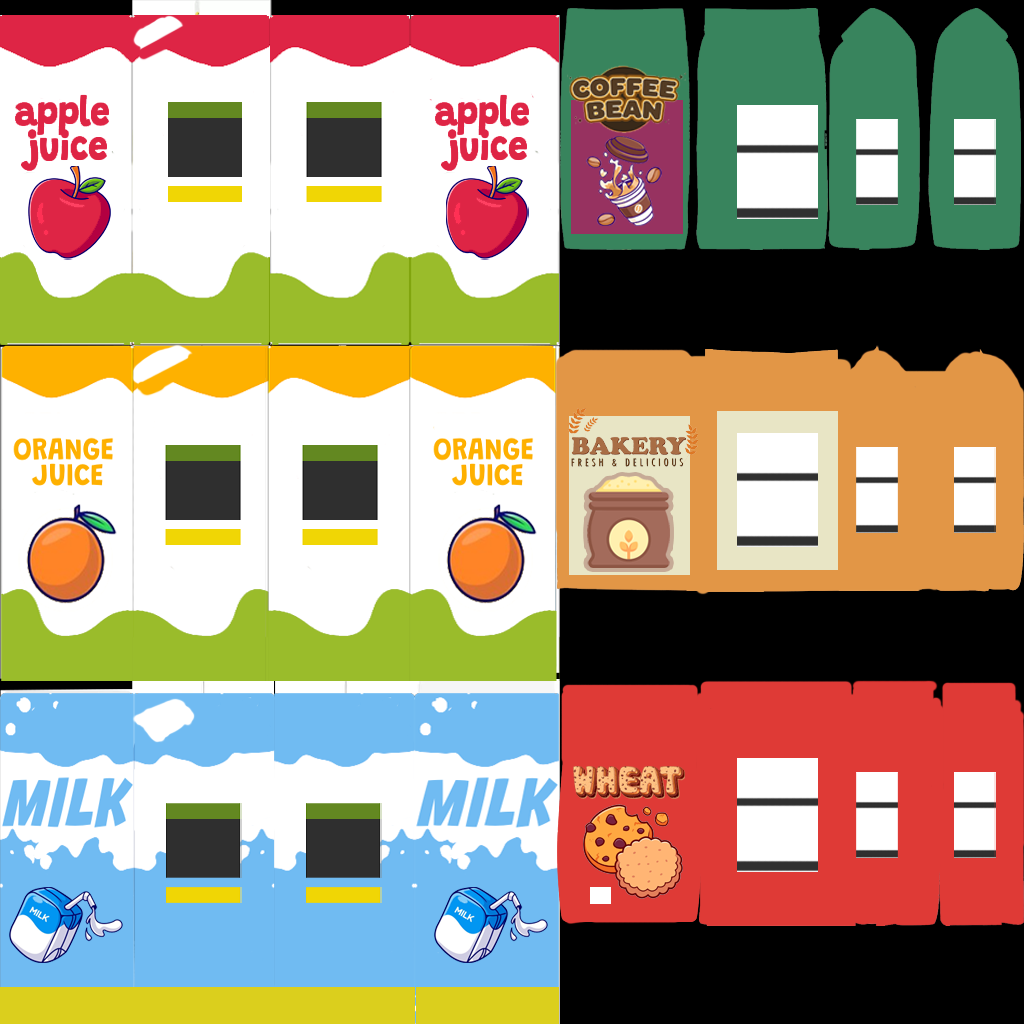 apple
juice
apple
juice
COFFEE
BEAN
ORANGE
JUICE
ORANGE
JUICE
BAKERY
FRESH & DELICIOUS
MILK
MILK
WHEAT
MILK
MILK